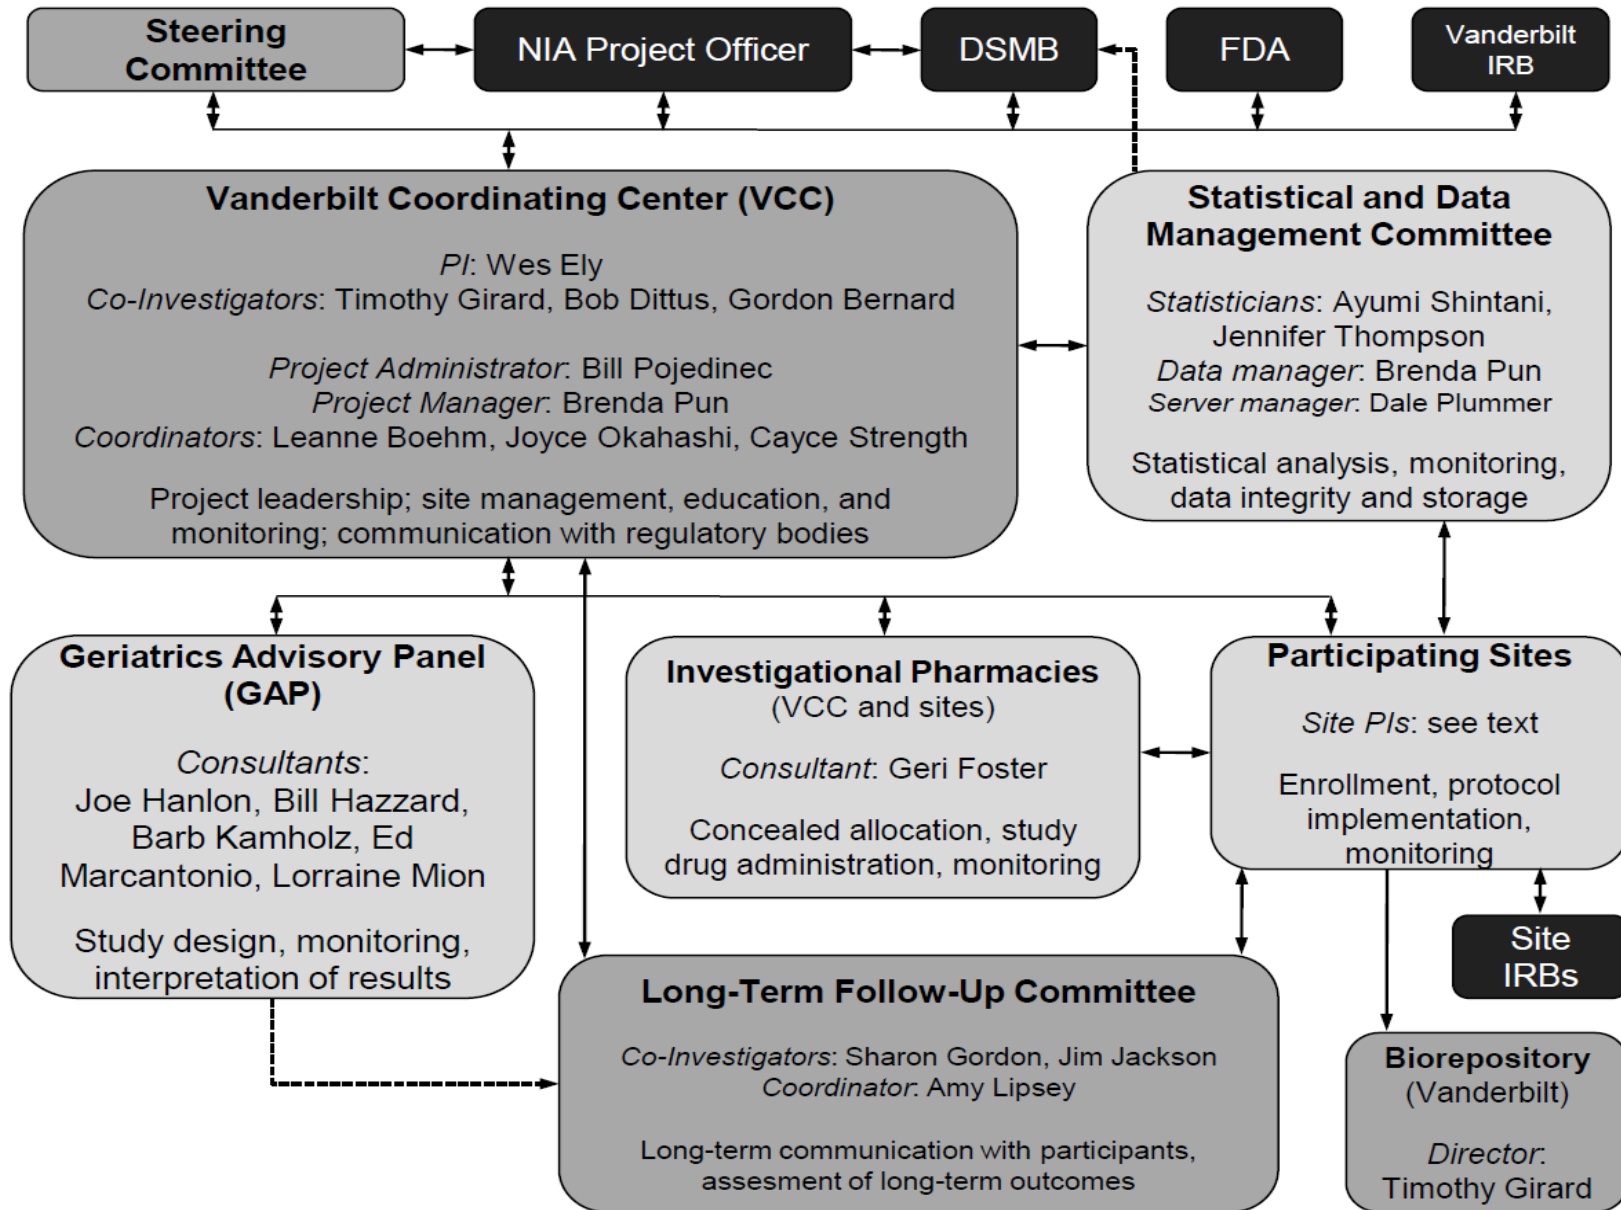 Steering
Committee
NIA Project Officer
DSMB
FDA
Vanderbilt
IRB
Vanderbilt Coordinating Center (VCC)
PI: Wes Ely
Co-Investigators: Timothy Girard, Bob Dittus, Gordon Bernard
Project Administrator: Bill Pojedinec
Project Manager: Brenda Pun
Coordinators: Leanne Boehm, Joyce Okahashi, Cayce Strength
Project leadership; site management, education, and
monitoring; communication with regulatory bodies
Statistical and Data
Management Committee
Statisticians: Ayumi Shintani,
Jennifer Thompson
Data manager: Brenda Pun
Server manager: Dale Plummer
Statistical analysis, monitoring,
data integrity and storage
Geriatrics Advisory Panel
(GAP)
Consultants:
Joe Hanlon, Bill Hazzard,
Barb Kamholz, Ed
Marcantonio, Lorraine Mion
Study design, monitoring,
interpretation of results
Investigational Pharmacies
(VCC and sites)
Consultant: Geri Foster
Concealed allocation, study
drug administration, monitoring
Participating Sites
Site PIs: see text
Enrollment, protocol
implementation,
monitoring
Site
IRBs
Long-Term Follow-Up Committee
Co-Investigators: Sharon Gordon, Jim Jackson
Coordinator: Amy Lipsey
Long-term communication with participants,
assesment of long-term outcomes
Biorepository
(Vanderbilt)
Director:
Timothy Girard